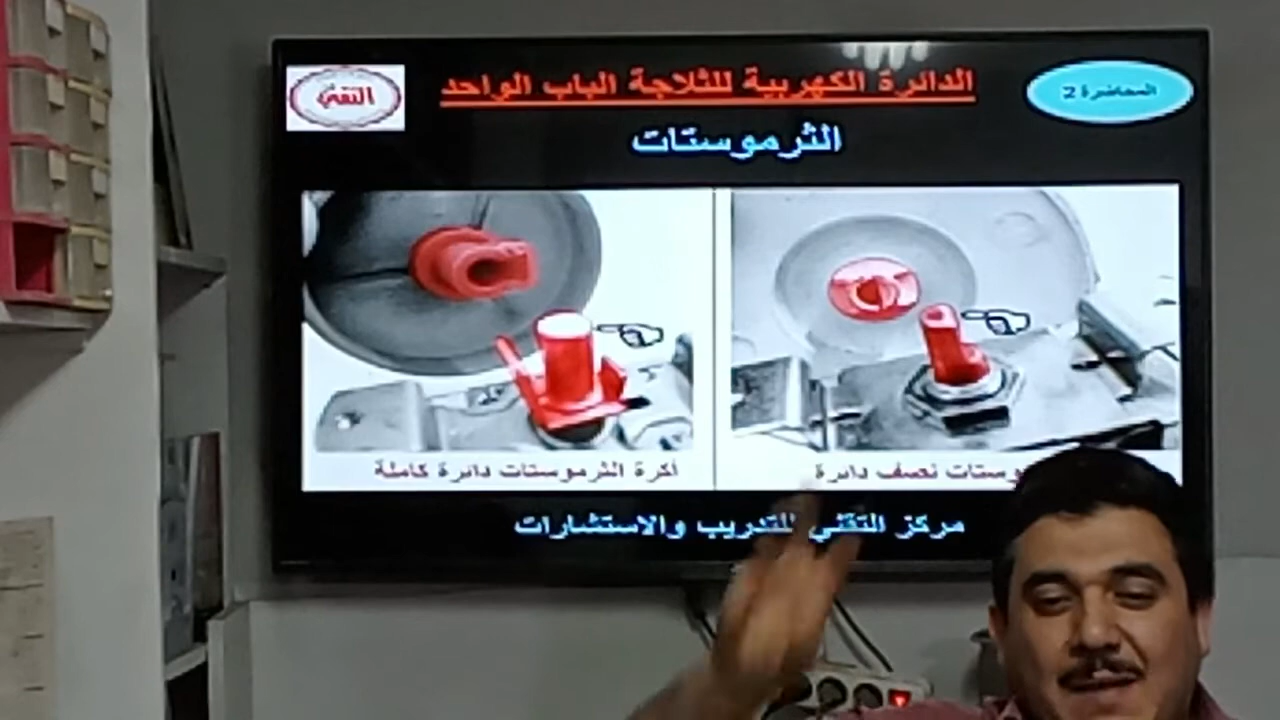 المحاضرة 2
الدائرة الكهربية للثلاجة الباب الواحد
التقني
الثرموستات
نصف دائرة
أكرة الثرموستات دائرة كاملة
مركز التقني للتدريب والاستشارات